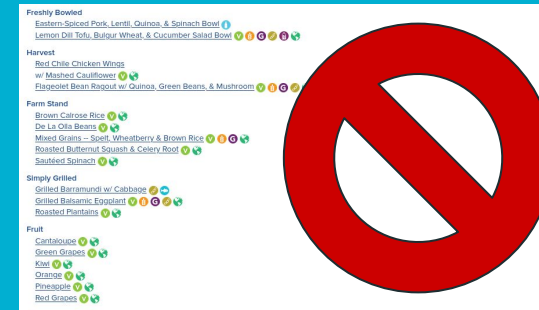 Freshly Bowled
Eastern-Spiced Pork, Lentil, Quinoa, & Spinach Bowl
Lemon Dill Tofu, Bulgur Wheat, & Cucumber Salad Bowl V G
Harvest
Red Chile Chicken Wings
w/ Mashed Cauliflower V
Flageolet Bean Ragout w/ Quinoa, Green Beans, & Mushroom V G
Farm Stand
Brown Calrose Rice V
De La Olla Beans V
Mixed Grains – Spelt, Wheatberry & Brown Rice V G
Roasted Butternut Squash & Celery Root V
Sautéed Spinach V
Simply Grilled
Grilled Barramundi w/ Cabbage
Grilled Balsamic Eggplant V G
Roasted Plantains V
Fruit
Cantaloupe V
Green Grapes V
Kiwi V
Orange V
Pineapple V
Red Grapes V